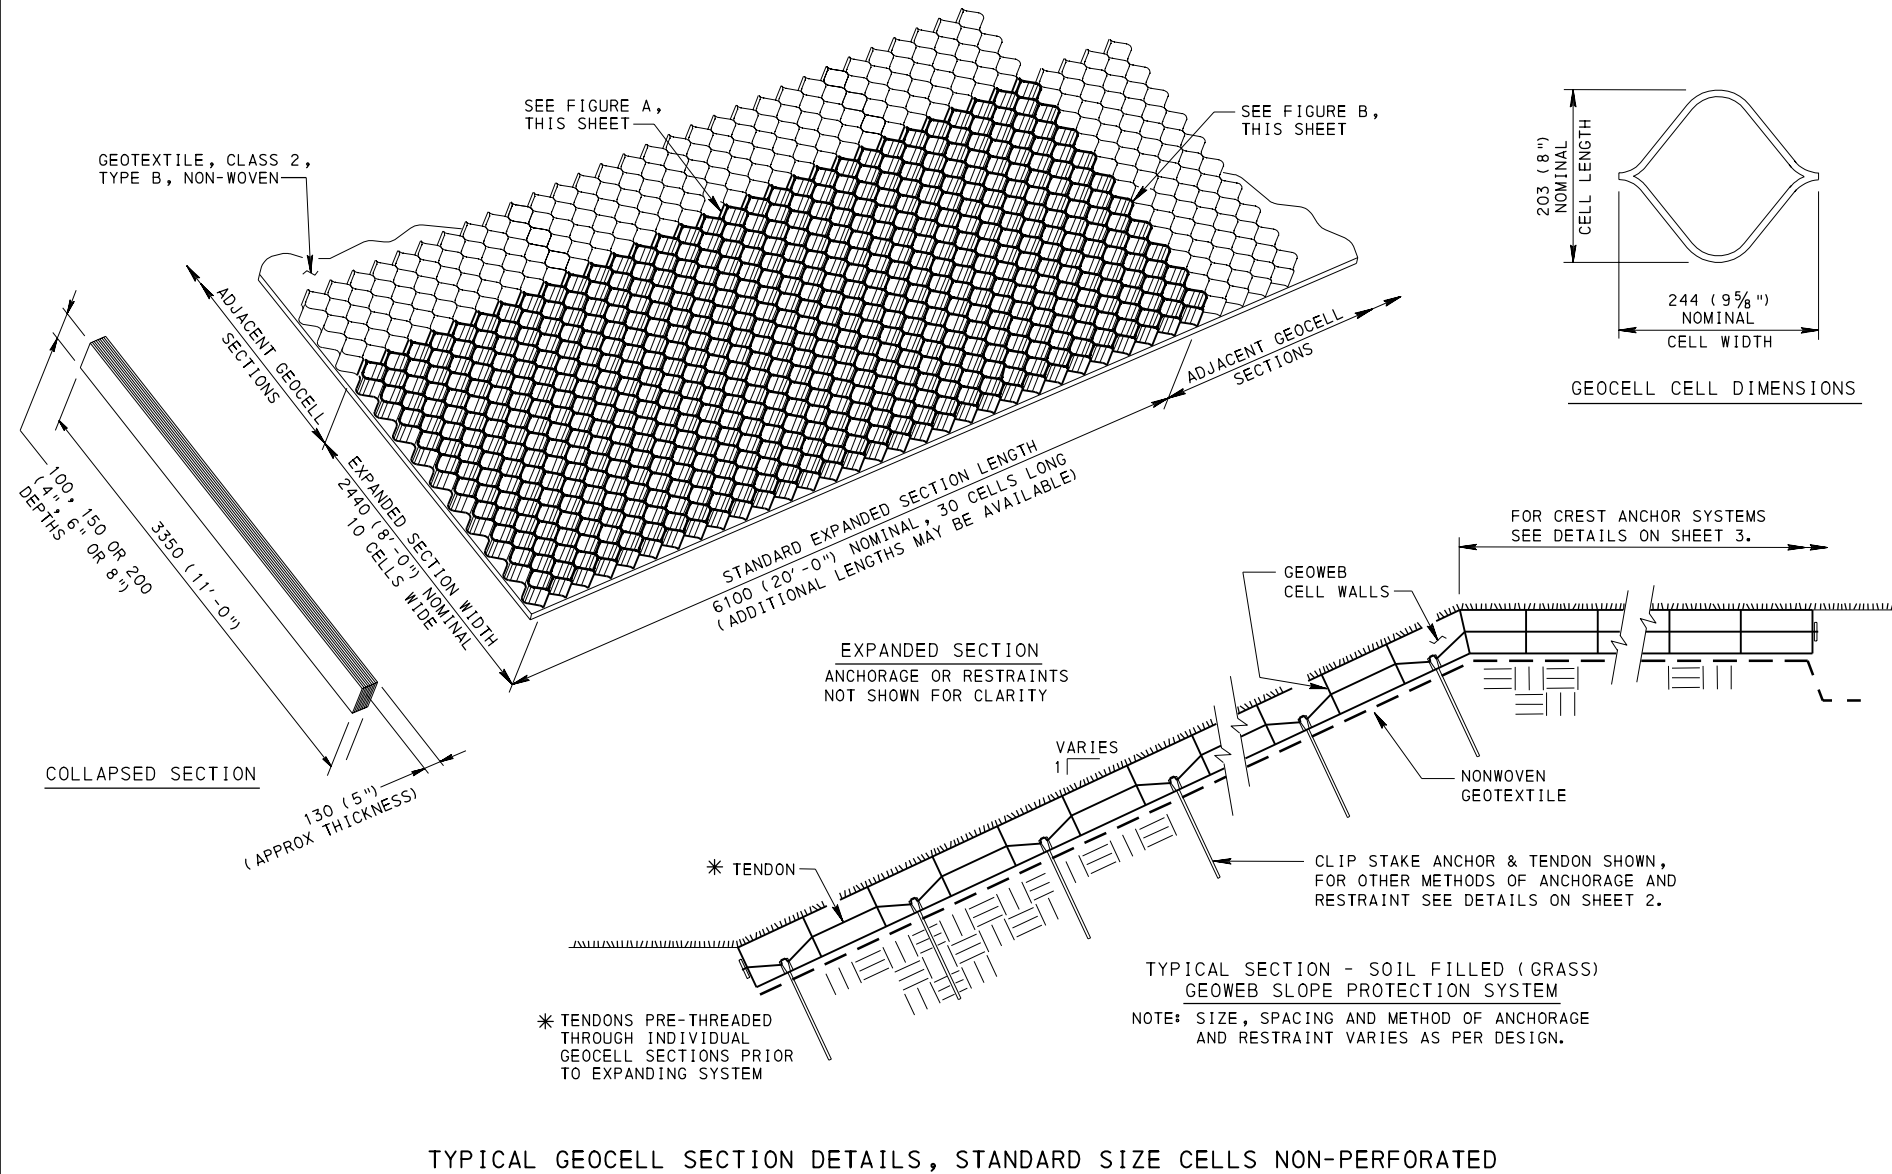 SEE FIGURE A,
THIS SHEET
SEE FIGURE B,
THIS SHEET
GEOTEXTILE, CLASS 2,
TYPE B, NON-WOVEN
203 (8")
NOMINAL
CELL LENGTH
244 (9⅝")
NOMINAL
CELL WIDTH
GEOCELL CELL DIMENSIONS
ADJACENT GEOCELL
SECTIONS
ADJACENT GEOCELL
SECTIONS
EXPANDED SECTION WIDTH
2440 (8'-0") NOMINAL
10 CELLS WIDE
STANDARD EXPANDED SECTION LENGTH
6100 (20'-0") NOMINAL, 30 CELLS LONG
(ADDITIONAL LENGTHS MAY BE AVAILABLE)
100, 150 OR 200
(4", 6" OR 8")
DEPTHS
3350 (11'-0")
130 (5")
(APPROX THICKNESS)
COLLAPSED SECTION
EXPANDED SECTION
ANCHORAGE OR RESTRAINTS
NOT SHOWN FOR CLARITY
FOR CREST ANCHOR SYSTEMS
SEE DETAILS ON SHEET 3.
GEOWEB
CELL WALLS
VARIES
1
NONWOVEN
GEOTEXTILE
* TENDON
CLIP STAKE ANCHOR & TENDON SHOWN,
FOR OTHER METHODS OF ANCHORAGE AND
RESTRAINT SEE DETAILS ON SHEET 2.
TYPICAL SECTION - SOIL FILLED (GRASS)
GEOWEB SLOPE PROTECTION SYSTEM
NOTE: SIZE, SPACING AND METHOD OF ANCHORAGE
AND RESTRAINT VARIES AS PER DESIGN.
* TENDONS PRE-THREADED
THROUGH INDIVIDUAL
GEOCELL SECTIONS PRIOR
TO EXPANDING SYSTEM
TYPICAL GEOCELL SECTION DETAILS, STANDARD SIZE CELLS NON-PERFORATED